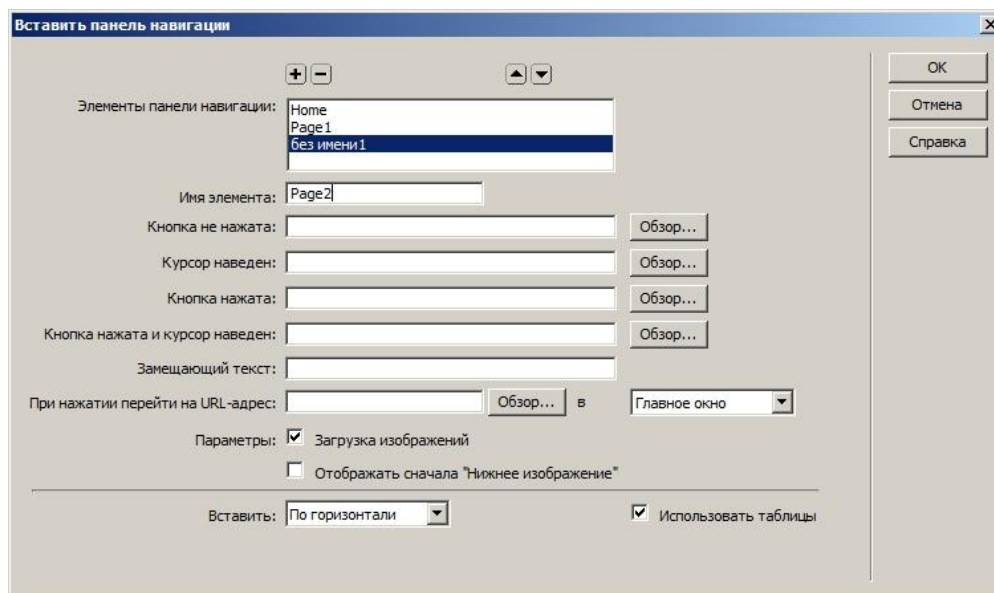 Вставить панель навигации
OK
Элементы панели навигации:
Home
Page1
без имени1
Отмена
Справка
Имя элемента: Page2
Кнопка не нажата: Обзор...
Курсор наведен: Обзор...
Кнопка нажата: Обзор...
Кнопка нажата и курсор наведен: Обзор...
Замещающий текст:
При нажатии перейти на URL-адрес: Обзор... в Главное окно
Параметры: Загрузка изображений
Отображать сначала "Нижнее изображение"
Вставить: По горизонтали Использовать таблицы